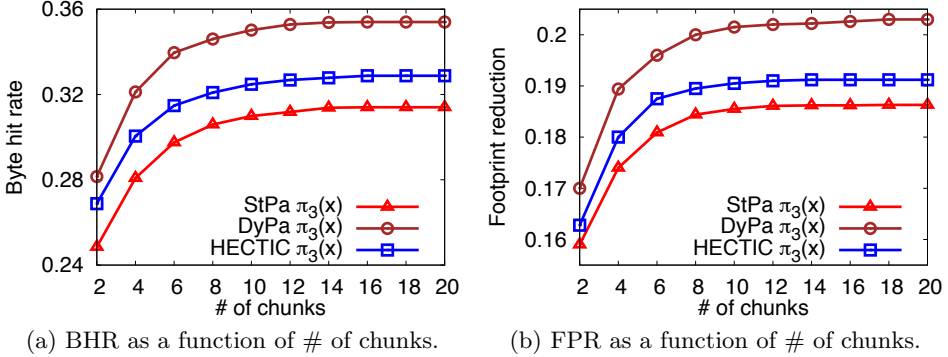 0.36
0.32
0.28
0.24
Byte hit rate
StPa π3(x)
DyPa π3(x)
HECTIC π3(x)
2 4 6 8 10 12 14 16 18 20
# of chunks
(a) BHR as a function of # of chunks.
0.2
0.19
0.18
0.17
0.16
Footprint reduction
StPa π3(x)
DyPa π3(x)
HECTIC π3(x)
2 4 6 8 10 12 14 16 18 20
# of chunks
(b) FPR as a function of # of chunks.